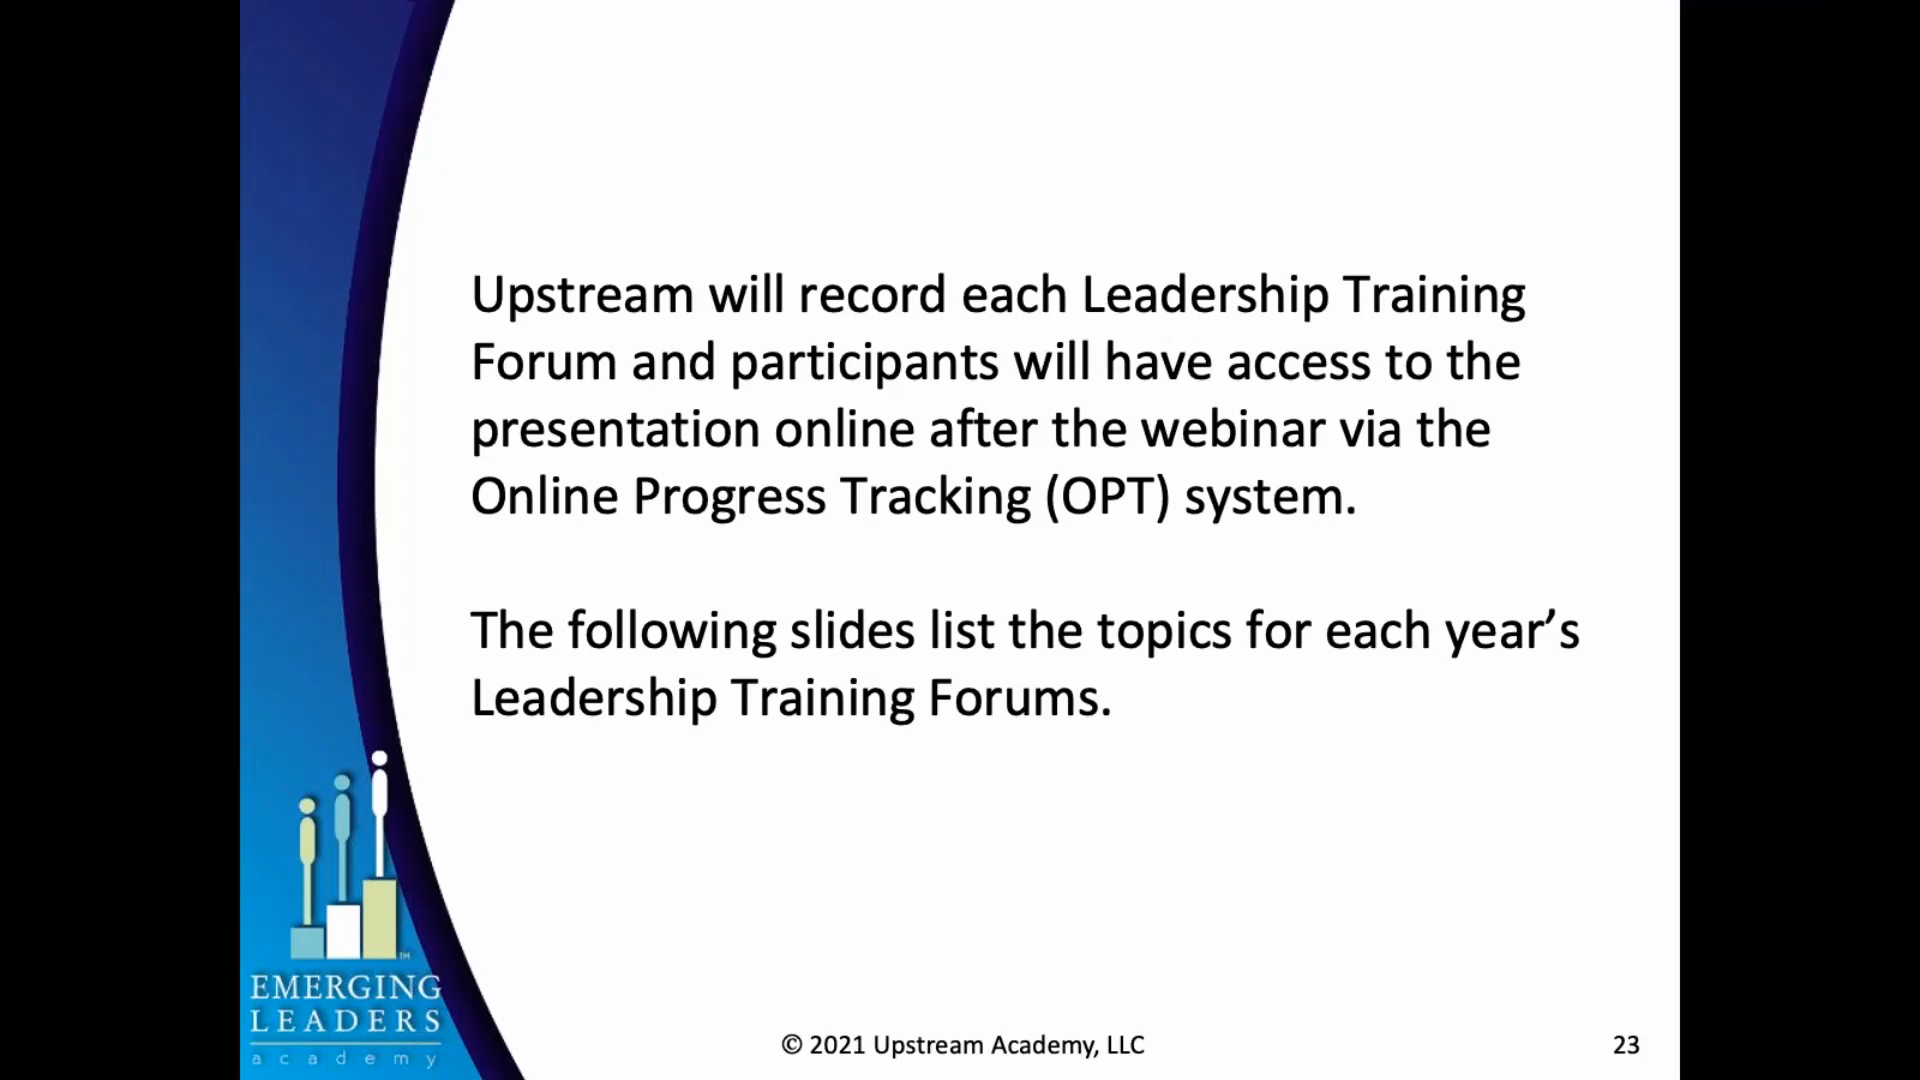 Upstream will record each Leadership Training
Forum and participants will have access to the
presentation online after the webinar via the
Online Progress Tracking (OPT) system.
The following slides list the topics for each year’s
Leadership Training Forums.
TM
EMERGING
LEADERS
academy
© 2021 Upstream Academy, LLC
23